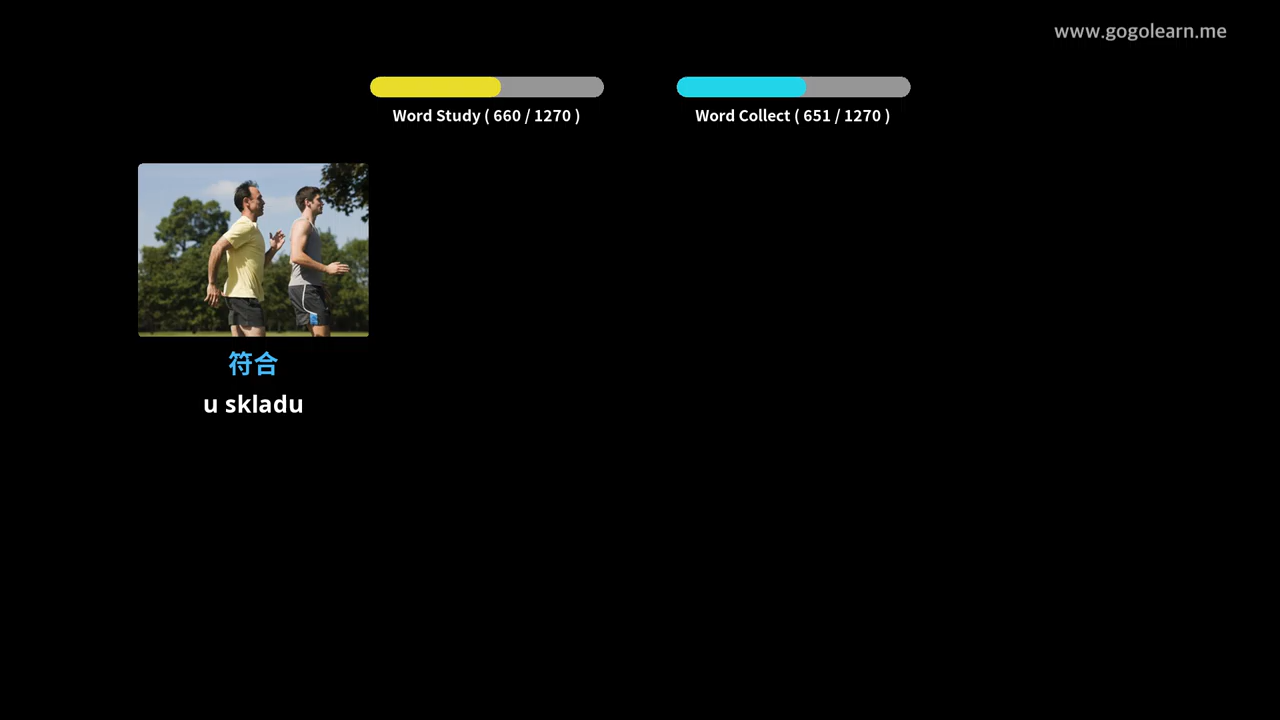 www.gogolearn.me
Word Study ( 660 / 1270 )
Word Collect ( 651 / 1270 )
符合
u skladu